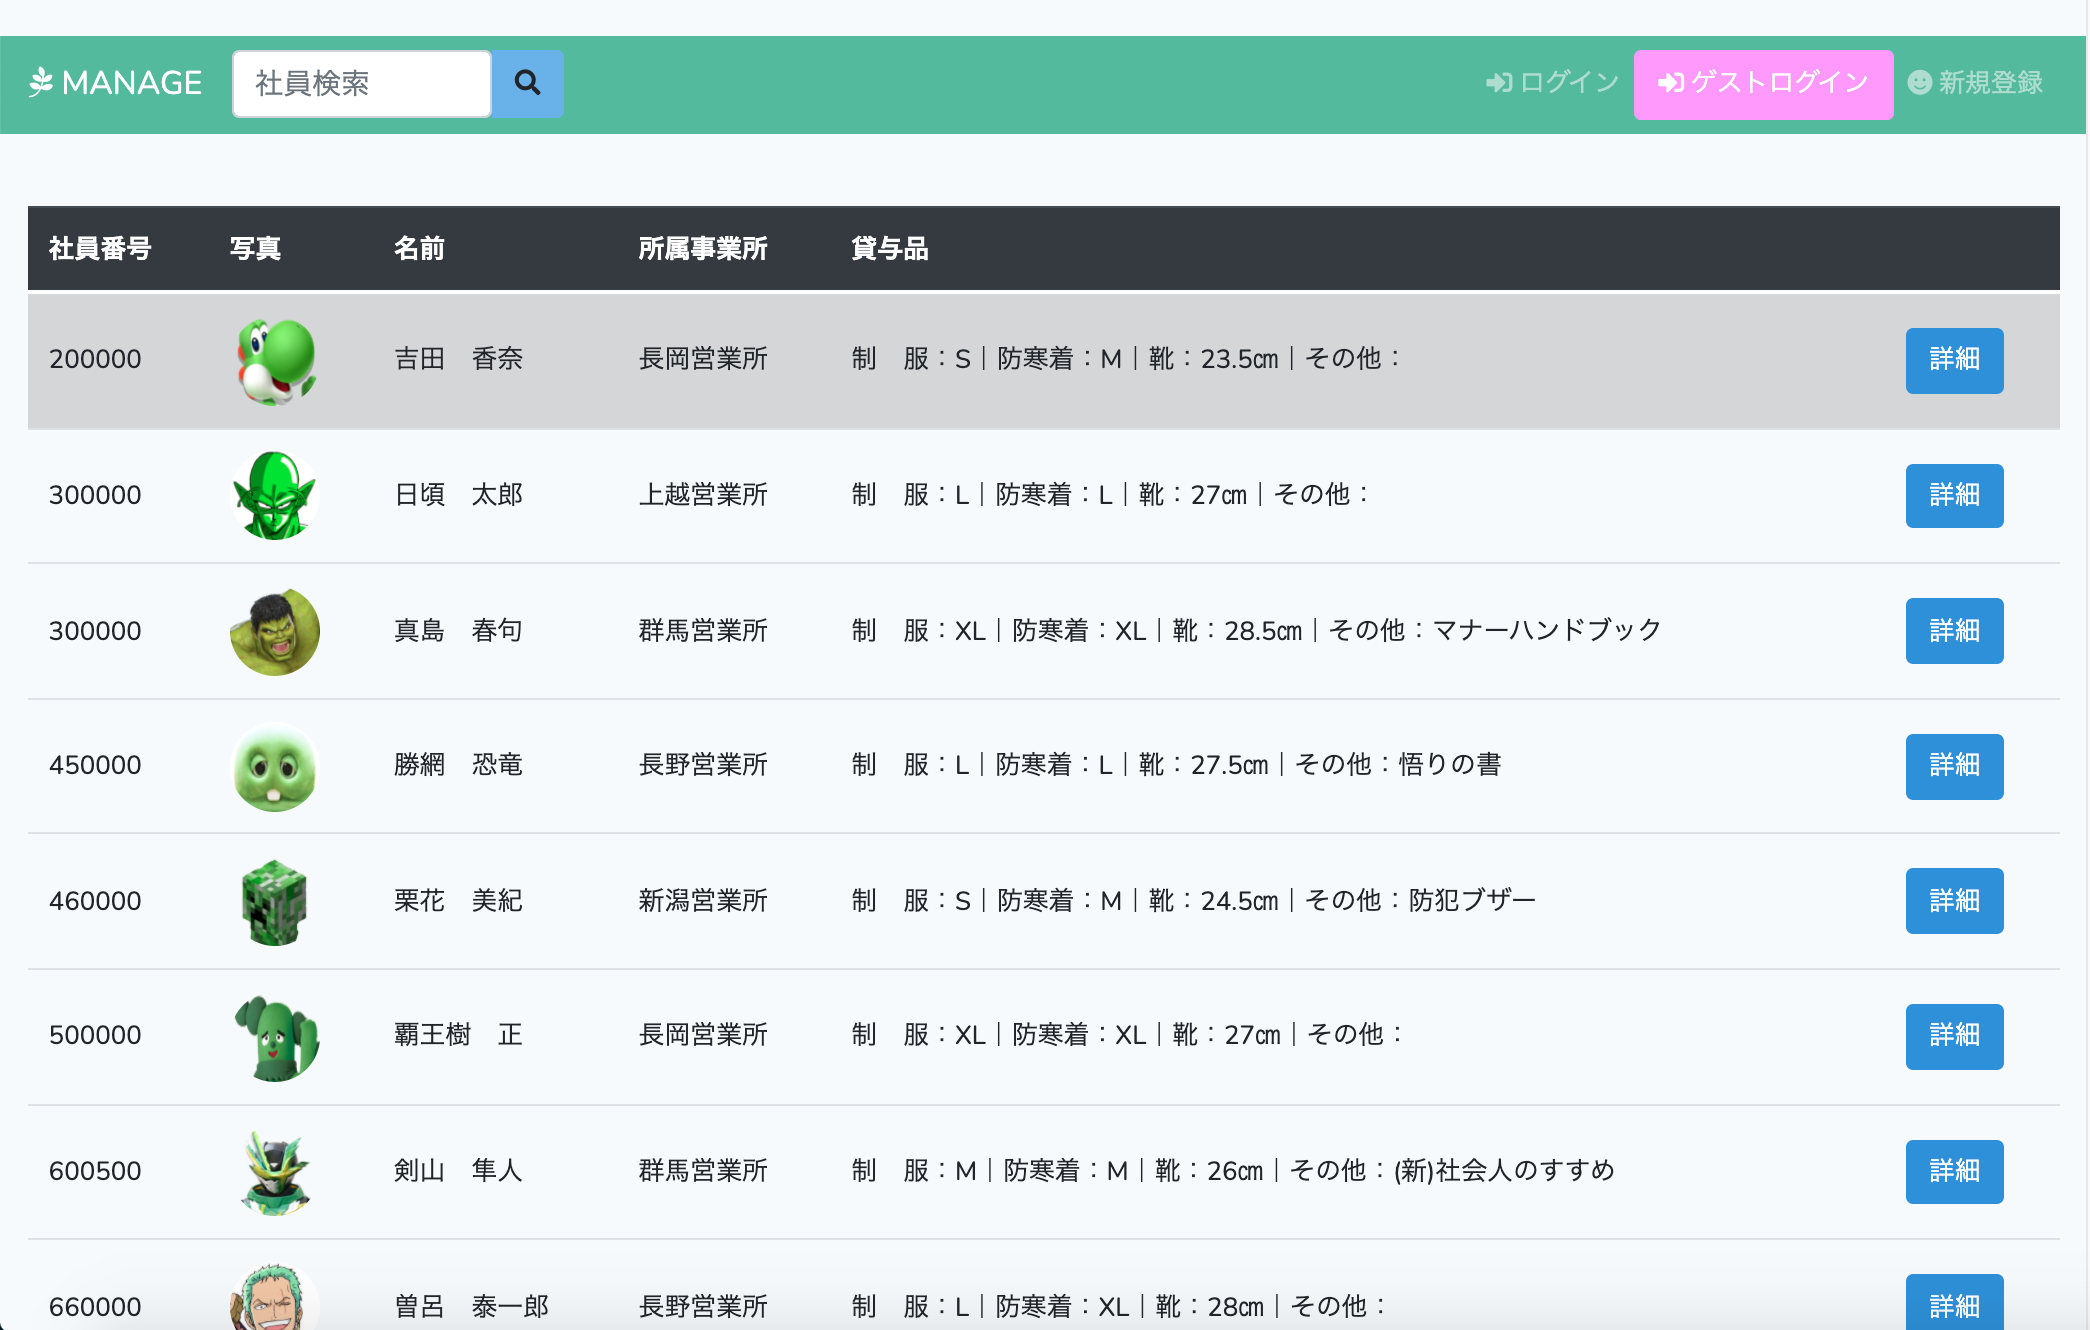 MANAGE 社員検索 ログイン ゲストログイン 新規登録
社員番号 写真 名前 所属事業所 貸与品
200000 吉田　香奈 長岡営業所 制　服：S｜防寒着：M｜靴：23.5㎝｜その他： 詳細
300000 日頃　太郎 上越営業所 制　服：L｜防寒着：L｜靴：27㎝｜その他： 詳細
300000 真島　春句 群馬営業所 制　服：XL｜防寒着：XL｜靴：28.5㎝｜その他：マナーハンドブック 詳細
450000 勝網　恐竜 長野営業所 制　服：L｜防寒着：L｜靴：27.5㎝｜その他：悟りの書 詳細
460000 栗花　美紀 新潟営業所 制　服：S｜防寒着：M｜靴：24.5㎝｜その他：防犯ブザー 詳細
500000 覇王樹　正 長岡営業所 制　服：XL｜防寒着：XL｜靴：27㎝｜その他： 詳細
600500 剣山　隼人 群馬営業所 制　服：M｜防寒着：M｜靴：26㎝｜その他：(新)社会人のすすめ 詳細
660000 曽呂　泰一郎 長野営業所 制　服：L｜防寒着：XL｜靴：28㎝｜その他： 詳細